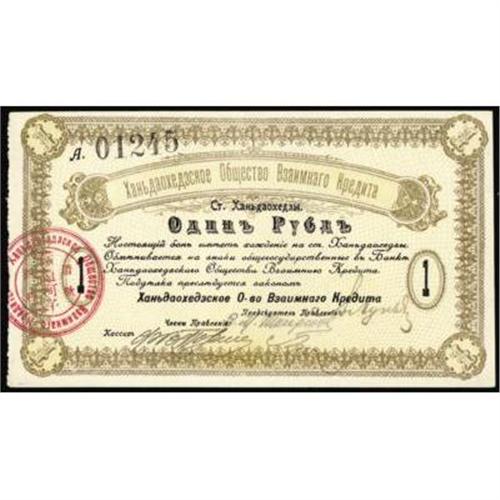 А. 01245
Ханьдаохедзское Общество Взаимнаго Кредита
Ст. Ханьдаохедзы.
Одинъ Рубль
Настоящій бонъ имѣетъ хожденіе на ст. Ханьдаохедзы.
Обмѣнивается на знаки общегосударственные въ Банкѣ
Ханьдаохедзскаго Общества Взаимнаго Кредита.
Поддѣлка преслѣдуется закономъ
1
1
Ханьдаохедзское О-во Взаимнаго Кредита
Предсѣдатель Правленія:
Члены Правленія:
Кассиръ